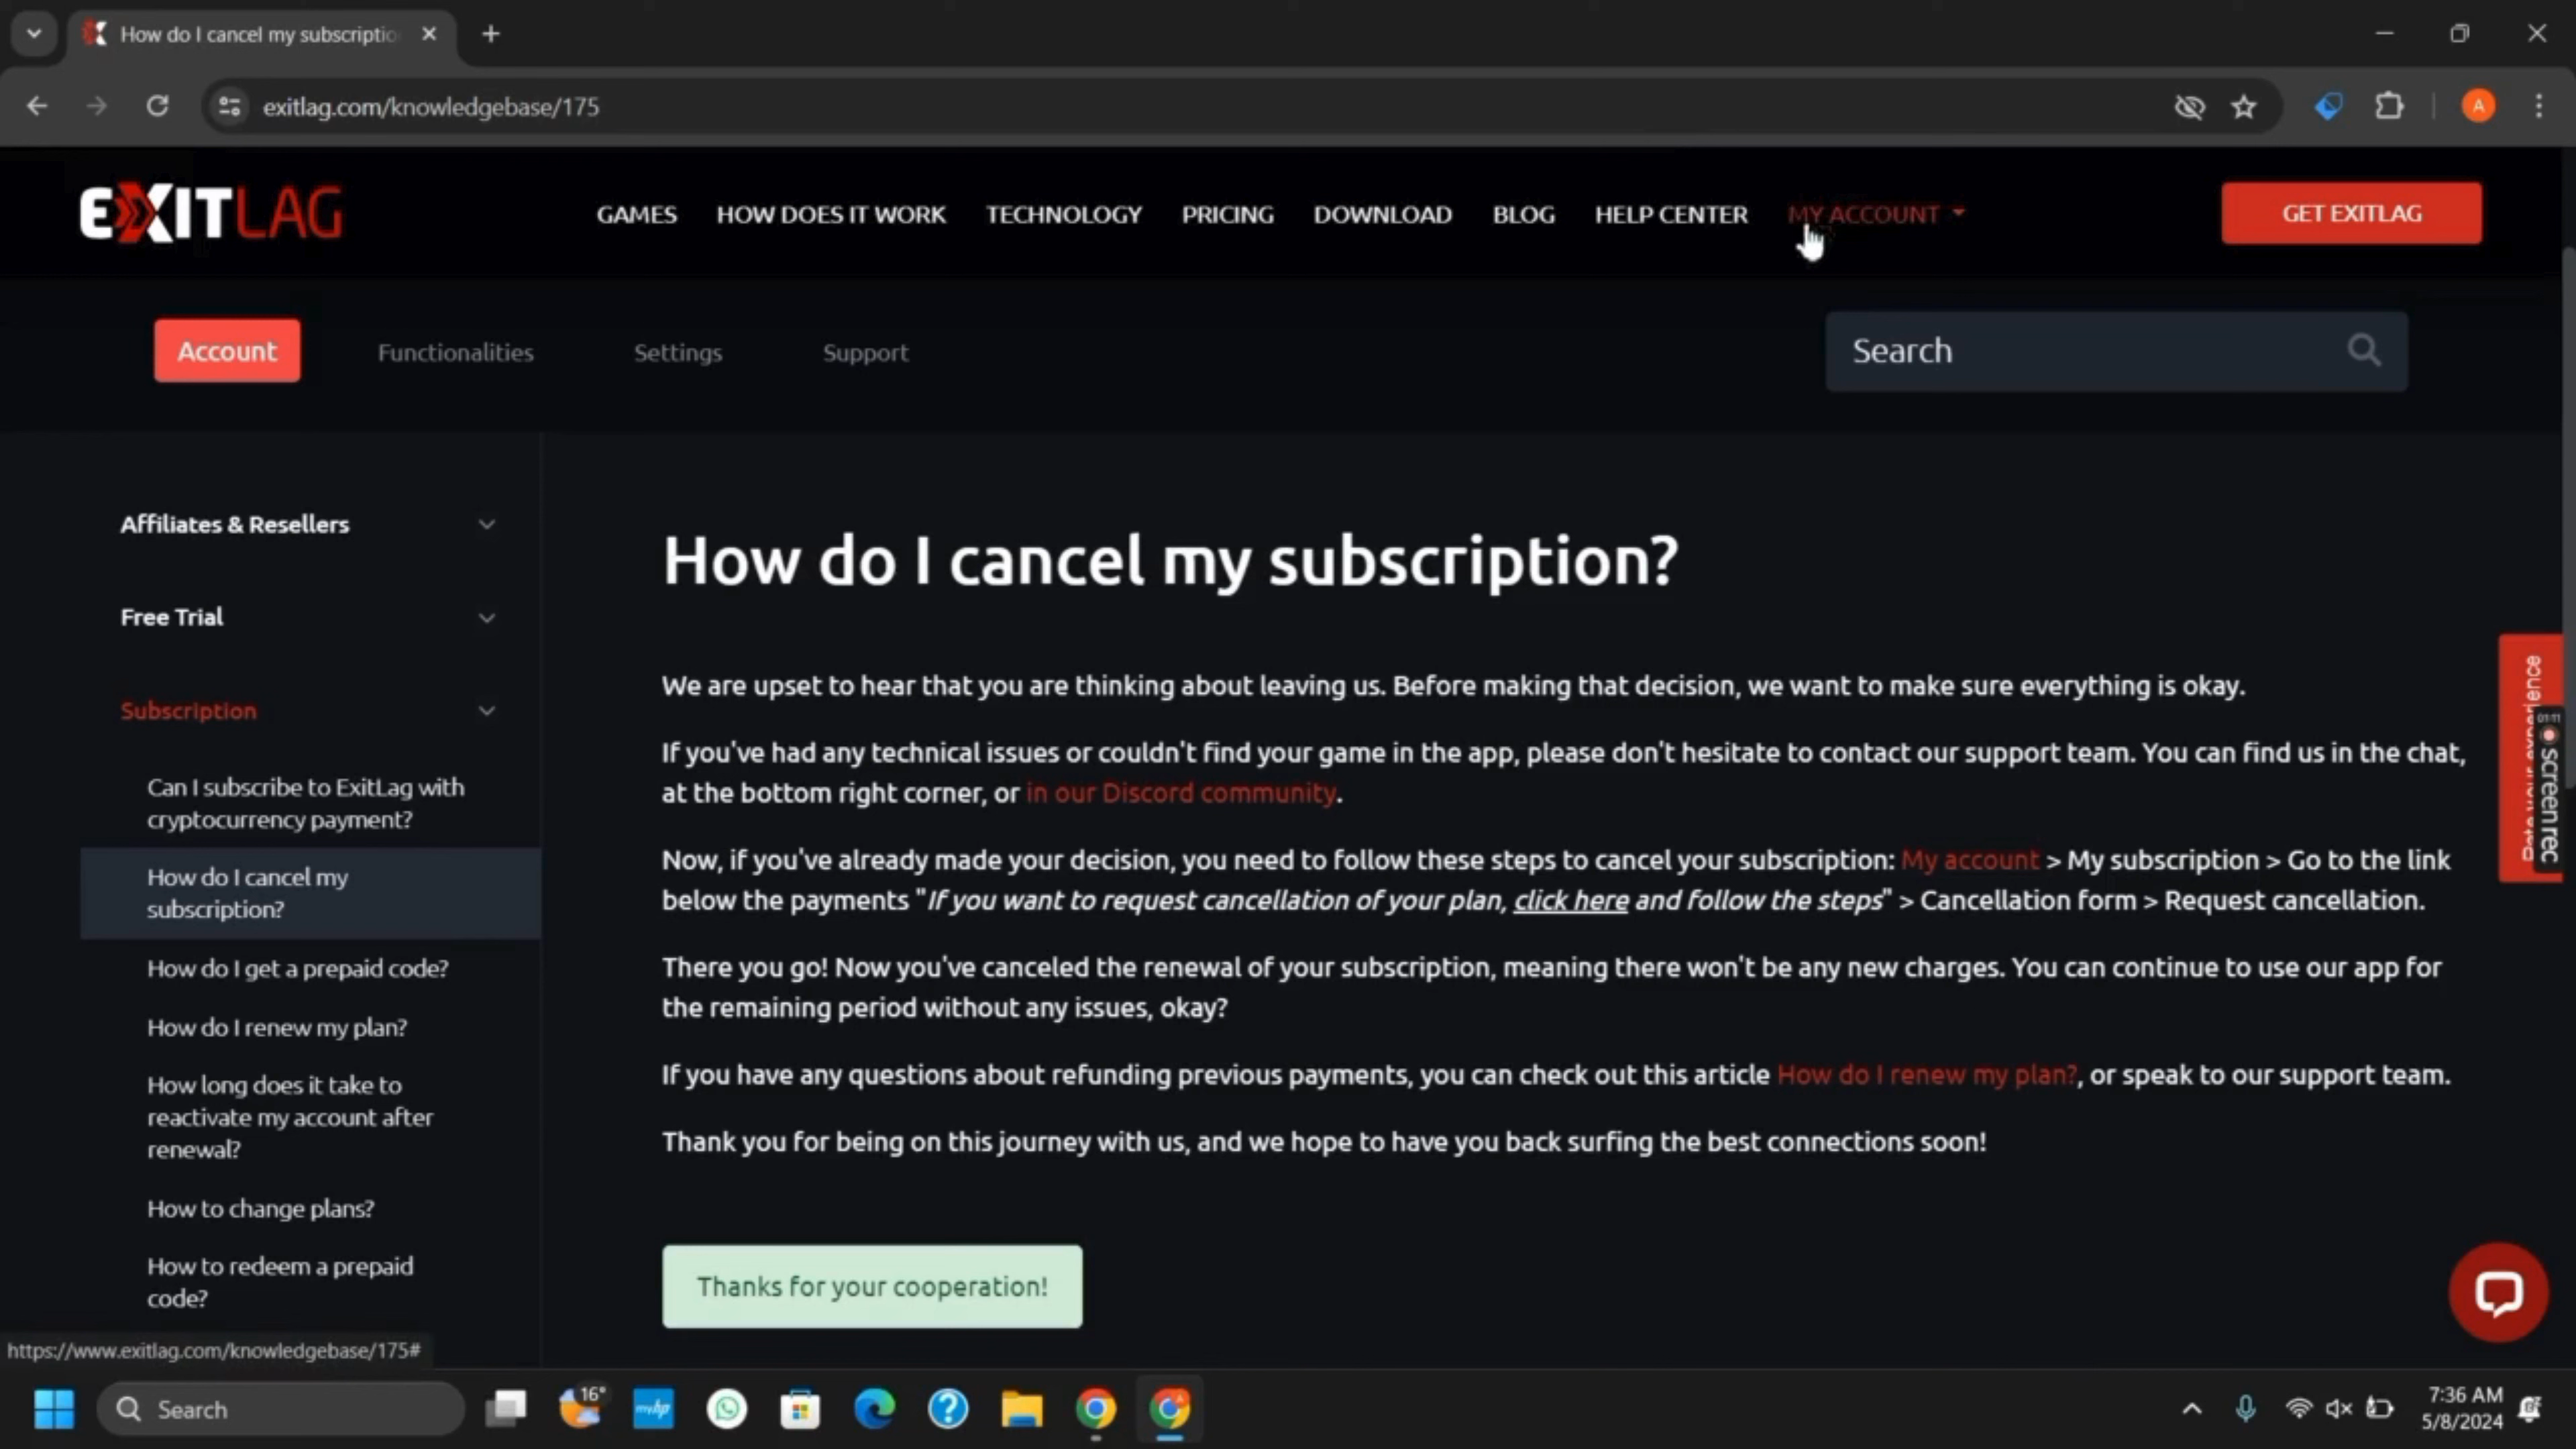 How do I cancel my subscriptio
exitlag.com/knowledgebase/175
A
EXITLAG
GAMES
HOW DOES IT WORK
TECHNOLOGY
PRICING
DOWNLOAD
BLOG
HELP CENTER
MY ACCOUNT
GET EXITLAG
Account
Functionalities
Settings
Support
Search
Affiliates & Resellers
Free Trial
Subscription
Can I subscribe to ExitLag with
cryptocurrency payment?
How do I cancel my
subscription?
How do I get a prepaid code?
How do I renew my plan?
How long does it take to
reactivate my account after
renewal?
How to change plans?
How to redeem a prepaid
code?
How do I cancel my subscription?
We are upset to hear that you are thinking about leaving us. Before making that decision, we want to make sure everything is okay.
If you've had any technical issues or couldn't find your game in the app, please don't hesitate to contact our support team. You can find us in the chat,
at the bottom right corner, or in our Discord community.
Now, if you've already made your decision, you need to follow these steps to cancel your subscription: My account > My subscription > Go to the link
below the payments "If you want to request cancellation of your plan, click here and follow the steps" > Cancellation form > Request cancellation.
There you go! Now you've canceled the renewal of your subscription, meaning there won't be any new charges. You can continue to use our app for
the remaining period without any issues, okay?
If you have any questions about refunding previous payments, you can check out this article How do I renew my plan?, or speak to our support team.
Thank you for being on this journey with us, and we hope to have you back surfing the best connections soon!
Thanks for your cooperation!
Rate your experience
01:11
screenrec
https://www.exitlag.com/knowledgebase/175#
Search
16°
myhp
7:36 AM
5/8/2024